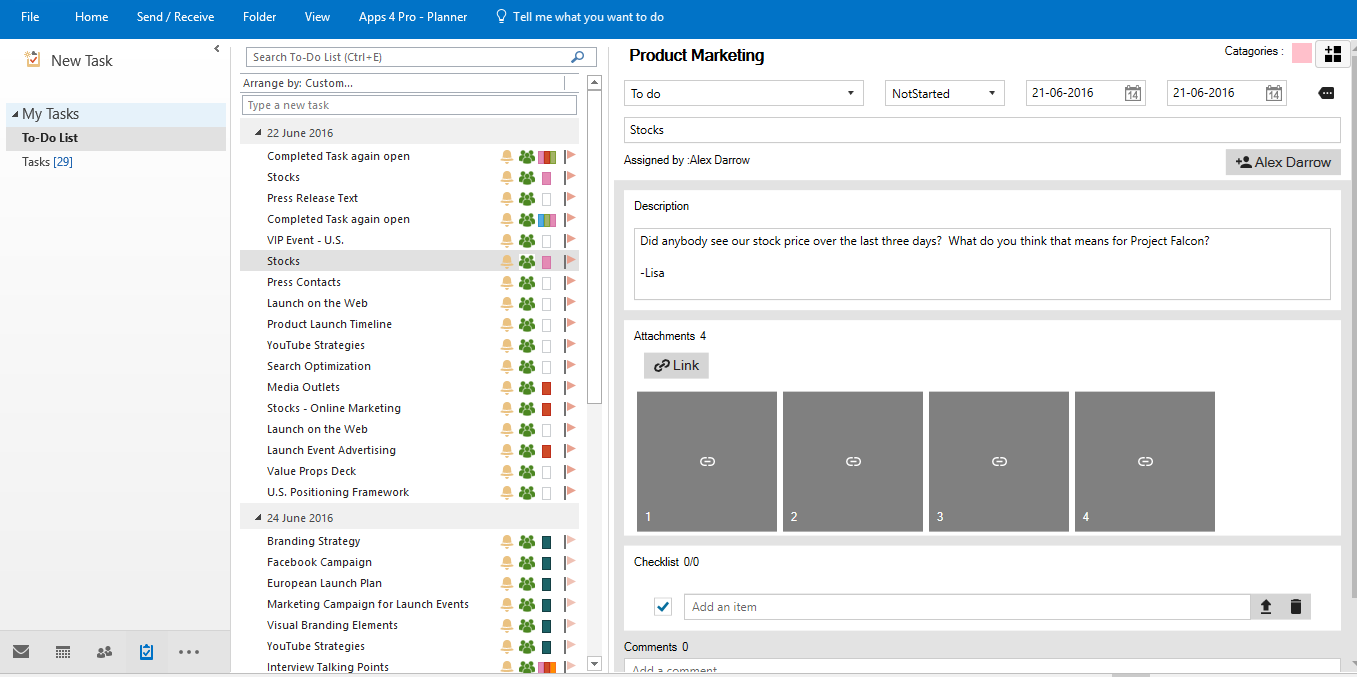 File Home Send / Receive Folder View Apps 4 Pro - Planner Tell me what you want to do
New Task
My Tasks
To-Do List
Tasks [29]
Search To-Do List (Ctrl+E)
Arrange by: Custom...
Type a new task
22 June 2016
Completed Task again open
Stocks
Press Release Text
Completed Task again open
VIP Event - U.S.
Stocks
Press Contacts
Launch on the Web
Product Launch Timeline
YouTube Strategies
Search Optimization
Media Outlets
Stocks - Online Marketing
Launch on the Web
Launch Event Advertising
Value Props Deck
U.S. Positioning Framework
24 June 2016
Branding Strategy
Facebook Campaign
European Launch Plan
Marketing Campaign for Launch Events
Visual Branding Elements
YouTube Strategies
Interview Talking Points
Product Marketing
Catagories :
To do NotStarted 21-06-2016 14 21-06-2016 14
Stocks
Assigned by :Alex Darrow
Alex Darrow
Description
Did anybody see our stock price over the last three days? What do you think that means for Project Falcon?
-Lisa
Attachments 4
Link
1 2 3 4
Checklist 0/0
Add an item
Comments 0
Add a comment